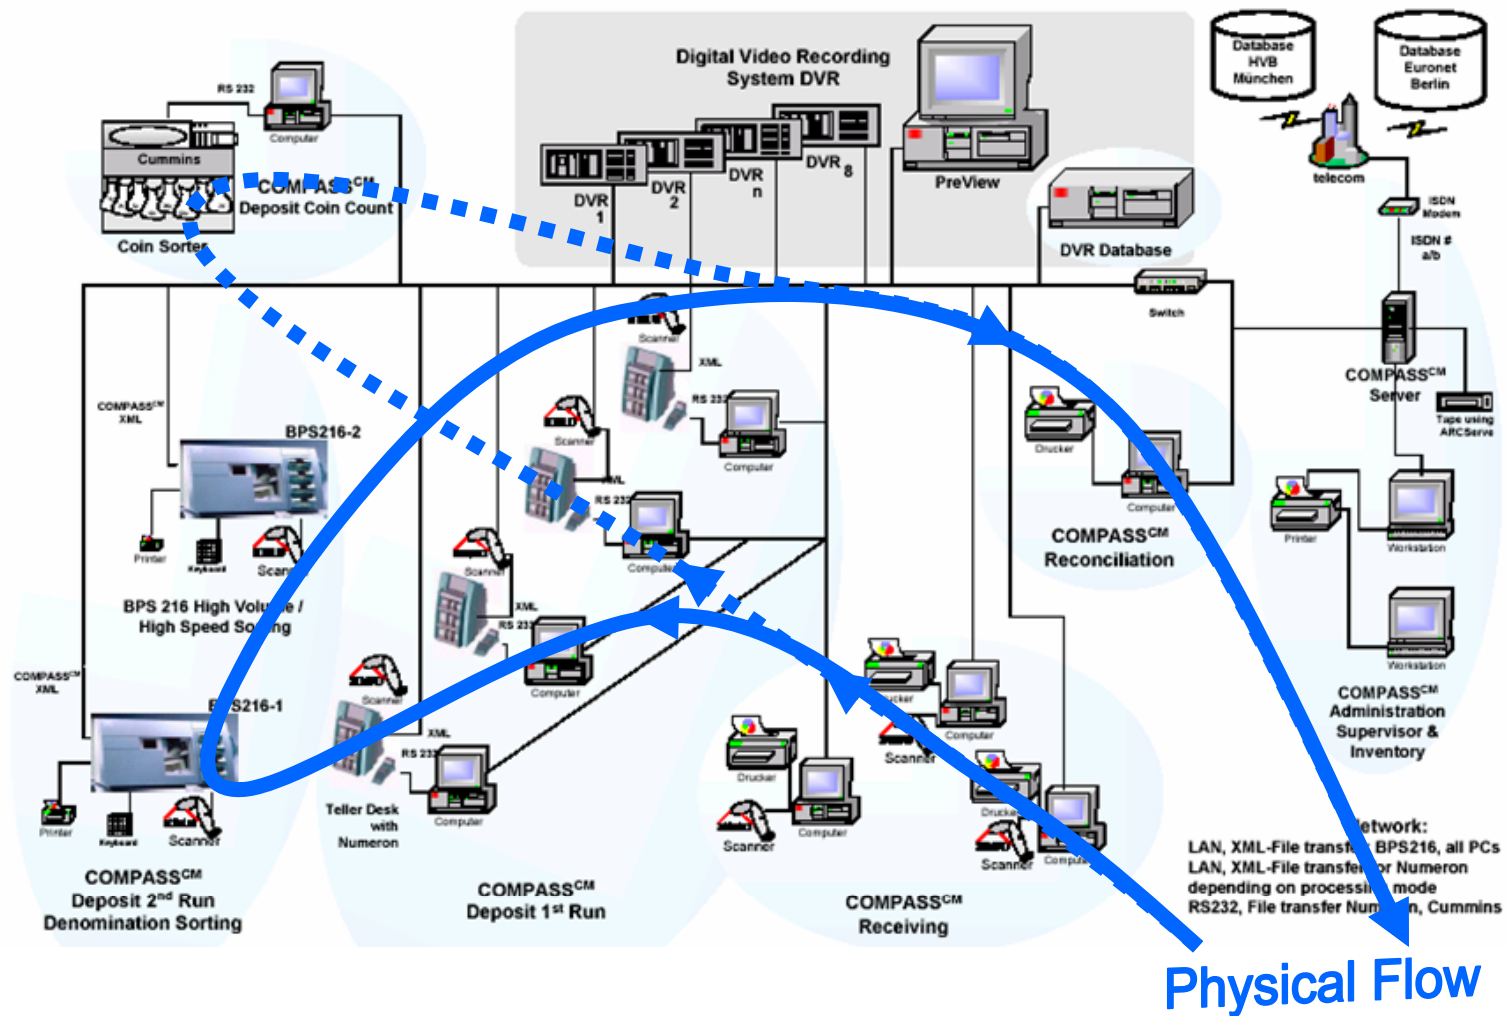 Digital Video Recording
System DVR
Database
HVB
München
Database
Euronet
Berlin
RS 232
Computer
Cummins
COMPASSCM
Deposit Coin Count
Coin Sorter
DVR
1
DVR
2
DVR
n
DVR
8
PreView
DVR Database
telecom
ISDN
Modem
ISDN #
a/b
Switch
COMPASSCM
Server
Tape using
ARCServe
Scanner
XML
RS 232
Computer
COMPASSCM
XML
BPS216-2
Printer
Keyboard
Scanner
BPS 216 High Volume /
High Speed Sorting
Scanner
XML
RS 232
Computer
Scanner
XML
RS 232
Computer
Drucker
Computer
COMPASSCM
Reconciliation
Printer
Workstation
Workstation
COMPASSCM
Administration
Supervisor &
Inventory
COMPASSCM
XML
BPS216-1
Printer
Keyboard
Scanner
COMPASSCM
Deposit 2nd Run
Denomination Sorting
Scanner
XML
RS 232
Computer
Teller Desk
with
Numeron
COMPASSCM
Deposit 1st Run
Drucker
Computer
Scanner
Drucker
Computer
Scanner
Drucker
Computer
Scanner
COMPASSCM
Receiving
Network:
LAN, XML-File transfer BPS216, all PCs
LAN, XML-File transfer for Numeron
depending on processing mode
RS232, File transfer Numeron, Cummins
Physical Flow